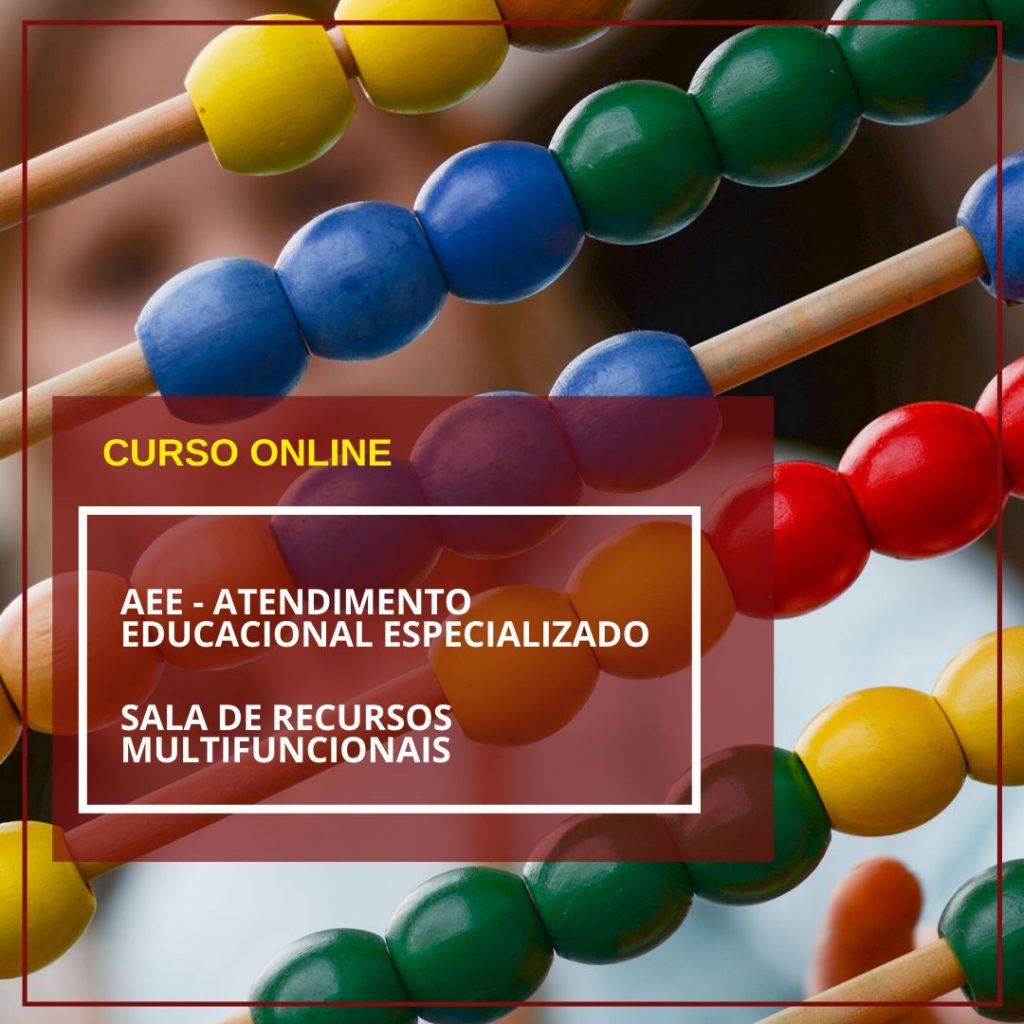 CURSO ONLINE
AEE - ATENDIMENTO
EDUCACIONAL ESPECIALIZADO
SALA DE RECURSOS
MULTIFUNCIONAIS